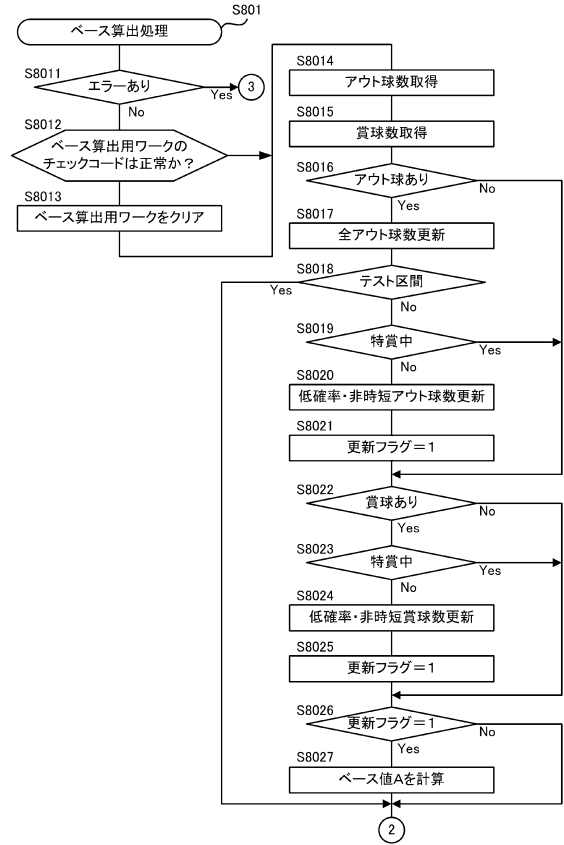 ベース算出処理
S801
S8011
エラーあり
Yes
3
No
S8012
ベース算出用ワークの
チェックコードは正常か?
S8013
ベース算出用ワークをクリア
S8014
アウト球数取得
S8015
賞球数取得
S8016
アウト球あり
No
Yes
S8017
全アウト球数更新
S8018
テスト区間
Yes
No
S8019
特賞中
Yes
No
S8020
低確率・非時短アウト球数更新
S8021
更新フラグ=1
S8022
賞球あり
No
Yes
S8023
特賞中
Yes
No
S8024
低確率・非時短賞球数更新
S8025
更新フラグ=1
S8026
更新フラグ=1
No
Yes
S8027
ベース値Aを計算
2